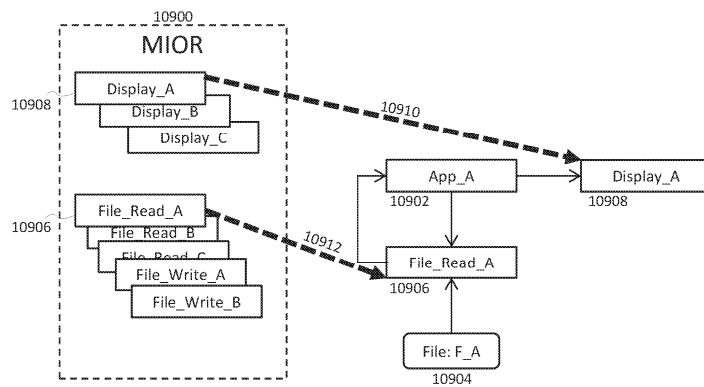 10900
MIOR
Display_A
10908
Display_B
Display_C
10910
App_A
10902
Display_A
10908
File_Read_A
10906
File_Read_B
File_Read_C
File_Write_A
File_Write_B
10912
File_Read_A
10906
File: F_A
10904